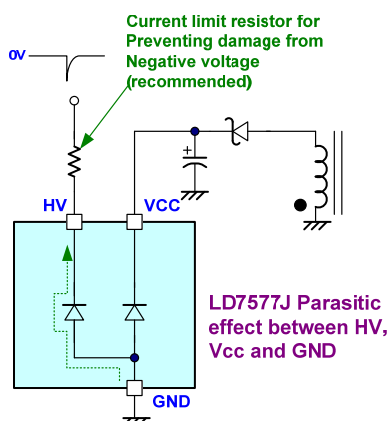 Current limit resistor for
Preventing damage from
Negative voltage
(recommended)
0V
HV
VCC
+
LD7577J Parasitic
effect between HV,
Vcc and GND
GND